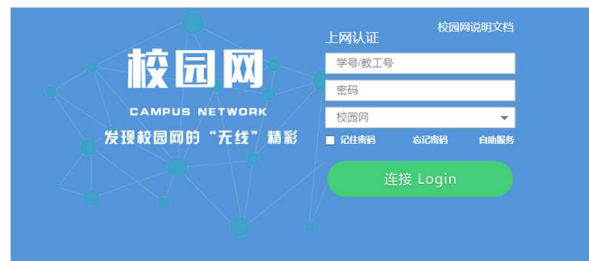 校园网
CAMPUS NETWORK
发现校园网的“无线”精彩
校园网说明文档
上网认证
学号/教工号
密码
校园网
记住密码 忘记密码 自助服务
连接 Login